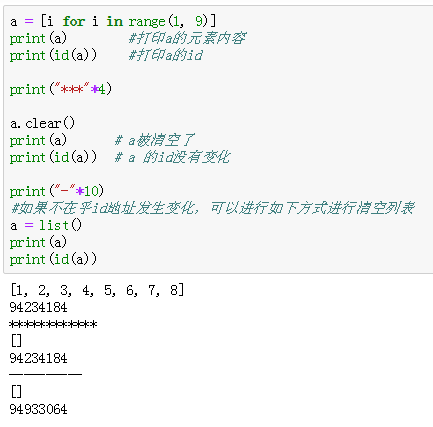 a = [i for i in range(1, 9)]
print(a)        #打印a的元素内容
print(id(a))    #打印a的id
print("***"*4)
a.clear()
print(a)      # a被清空了
print(id(a))  # a 的id没有变化
print("-"*10)
#如果不在乎id地址发生变化，可以进行如下方式进行清空列表
a = list()
print(a)
print(id(a))
[1, 2, 3, 4, 5, 6, 7, 8]
94234184
************
[]
94234184
----------
[]
94933064